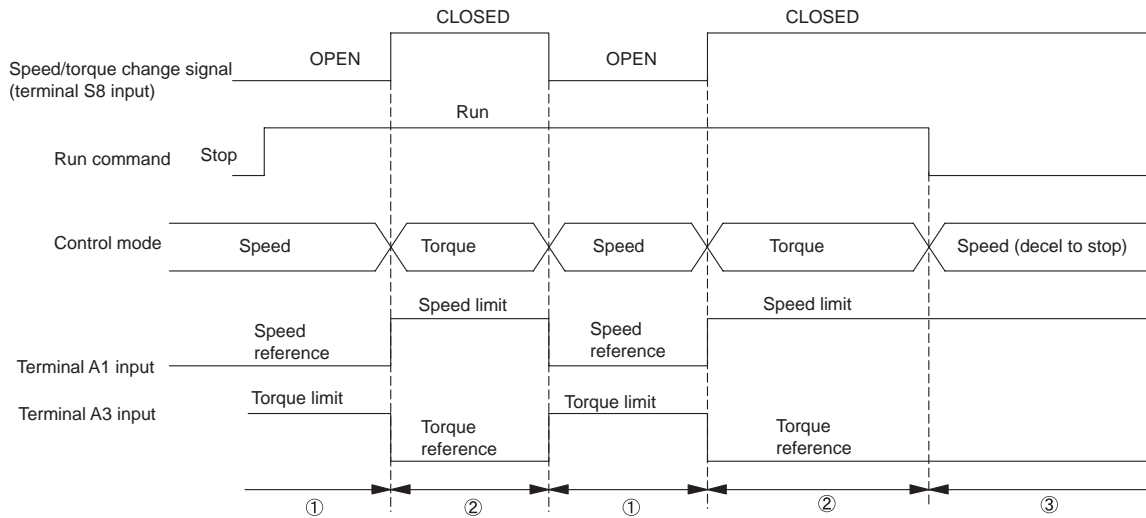 CLOSED
CLOSED
OPEN
OPEN
Speed/torque change signal
(terminal S8 input)
Run
Run command
Stop
Control mode
Speed
Torque
Speed
Torque
Speed (decel to stop)
Speed limit
Speed limit
Speed
reference
Speed
reference
Terminal A1 input
Terminal A3 input
Torque limit
Torque limit
Torque
reference
Torque
reference
①
②
①
②
③